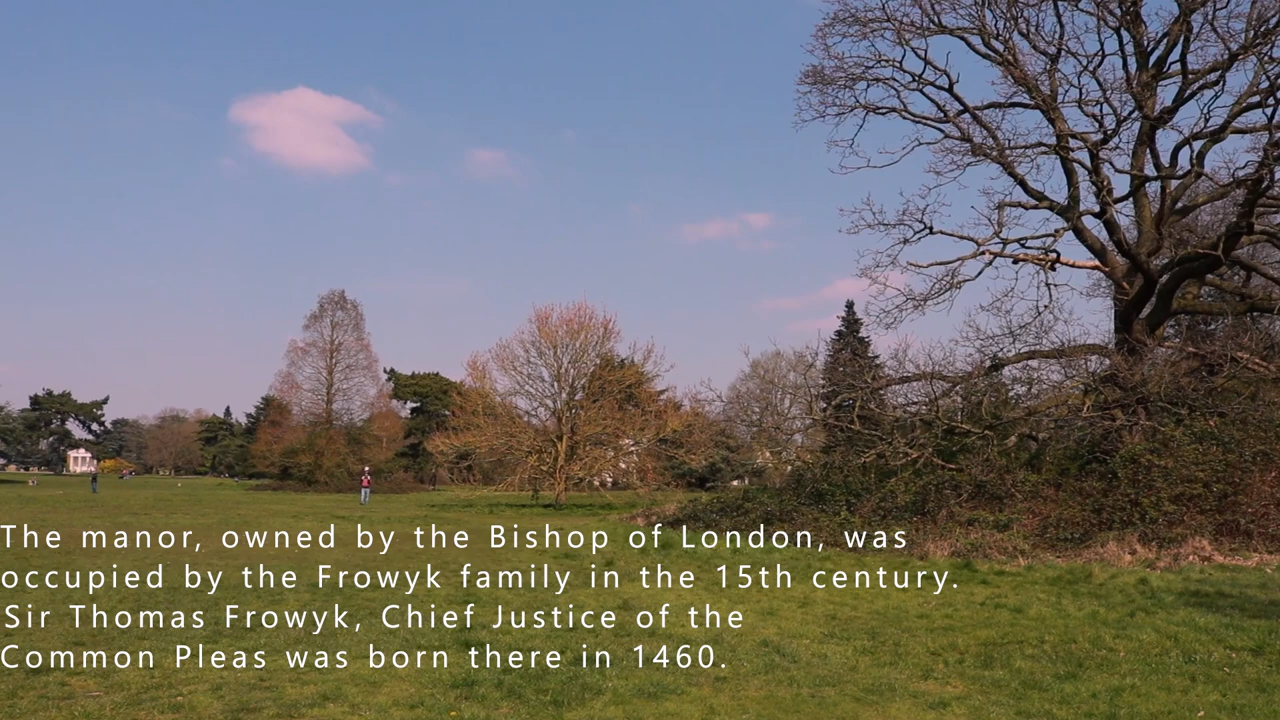 The manor, owned by the Bishop of London, was
occupied by the Frowyk family in the 15th century.
Sir Thomas Frowyk, Chief Justice of the
Common Pleas was born there in 1460.